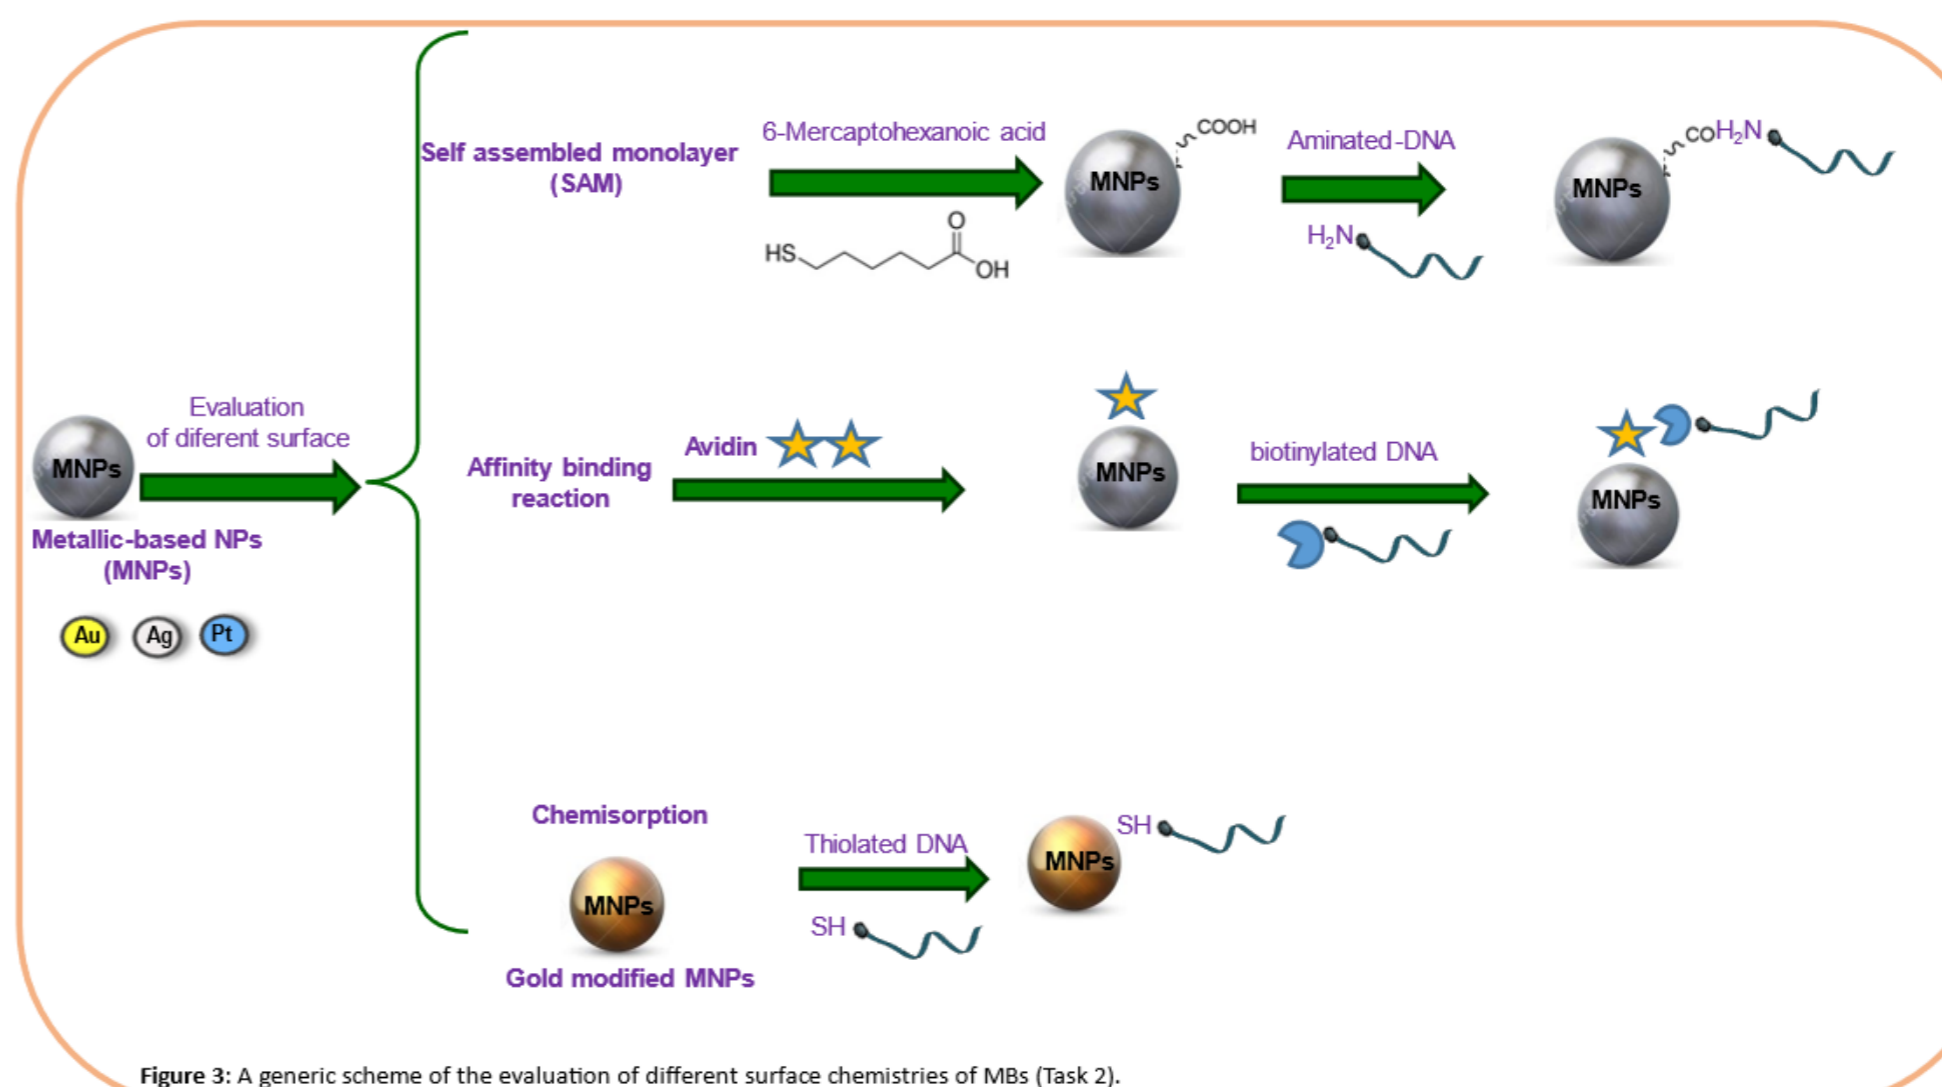 Self assembled monolayer
(SAM)
6-Mercaptohexanoic acid
HS
O
OH
MNPs
COOH
Aminated-DNA
H₂N
MNPs
COH₂N
MNPs
Metallic-based NPs
(MNPs)
Au
Ag
Pt
Evaluation
of diferent surface
Affinity binding
reaction
Avidin
MNPs
biotinylated DNA
MNPs
Chemisorption
MNPs
Gold modified MNPs
Thiolated DNA
SH
MNPs
SH
Figure 3: A generic scheme of the evaluation of different surface chemistries of MBs (Task 2).